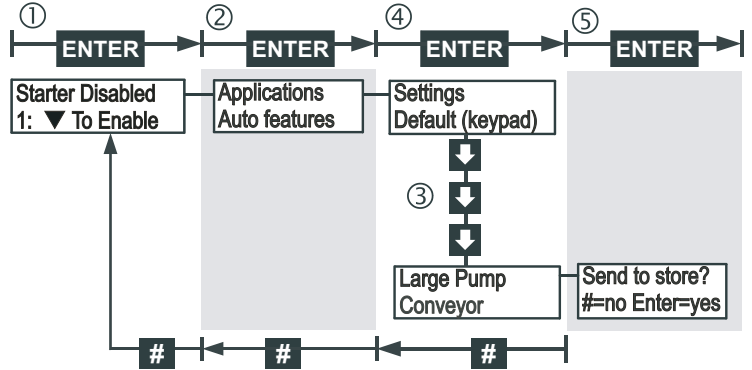 ① ② ④ ⑤
ENTER ENTER ENTER ENTER
Starter Disabled
1: ▼ To Enable
Applications
Auto features
Settings
Default (keypad)
③
Large Pump
Conveyor
Send to store?
#=no Enter=yes
# # #